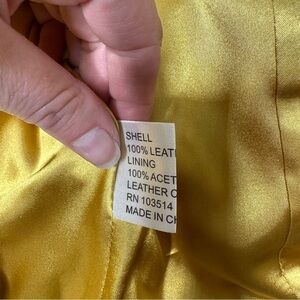 SHELL
100% LEAT
LINING
100% ACET
LEATHER C
RN 103514
MADE IN CH